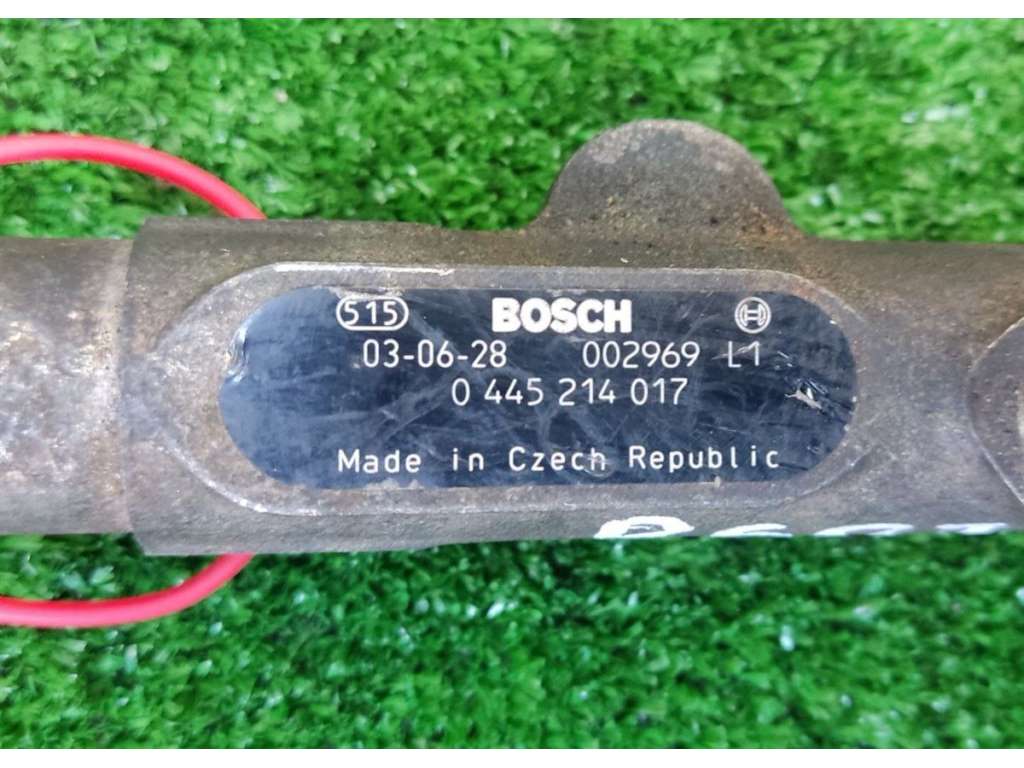 515 BOSCH
03-06-28 002969 L1
0 445 214 017
Made in Czech Republic